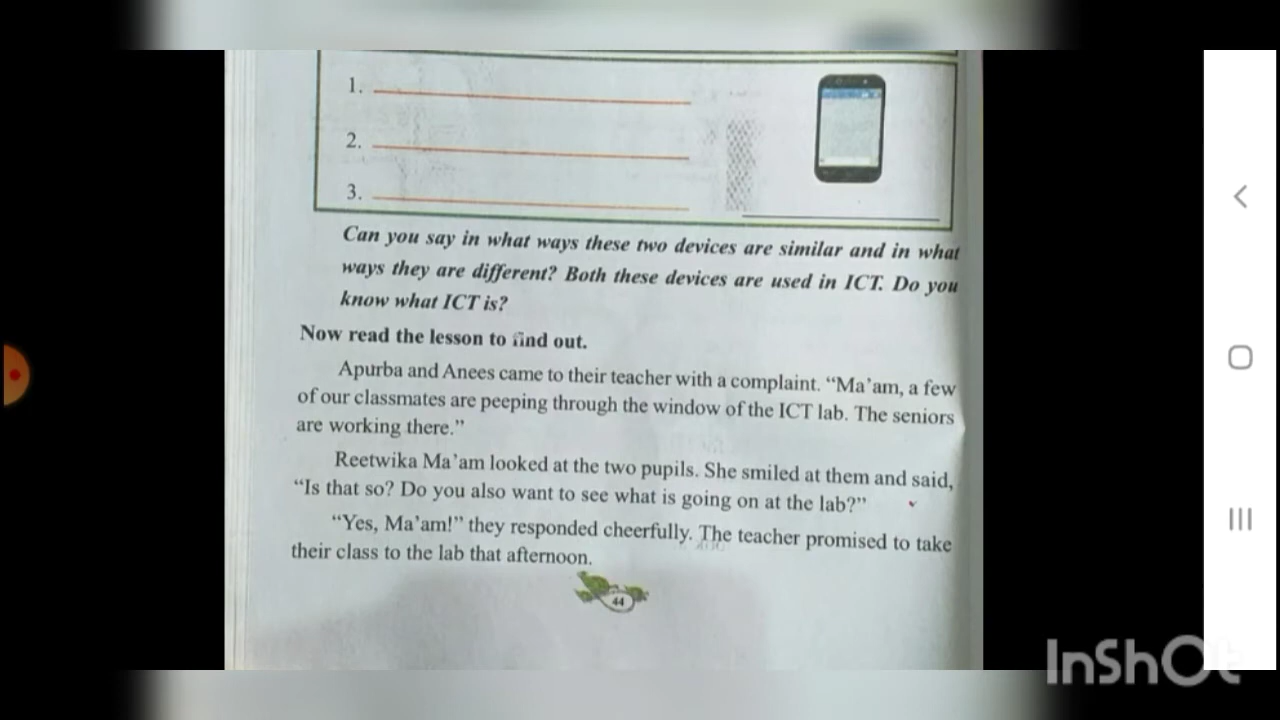 1.
2.
3.
Can you say in what ways these two devices are similar and in what
ways they are different? Both these devices are used in ICT. Do you
know what ICT is?
Now read the lesson to find out.
Apurba and Anees came to their teacher with a complaint. “Ma’am, a few
of our classmates are peeping through the window of the ICT lab. The seniors
are working there.”
Reetwika Ma’am looked at the two pupils. She smiled at them and said,
“Is that so? Do you also want to see what is going on at the lab?”
“Yes, Ma’am!” they responded cheerfully. The teacher promised to take
their class to the lab that afternoon.
44
InShOt